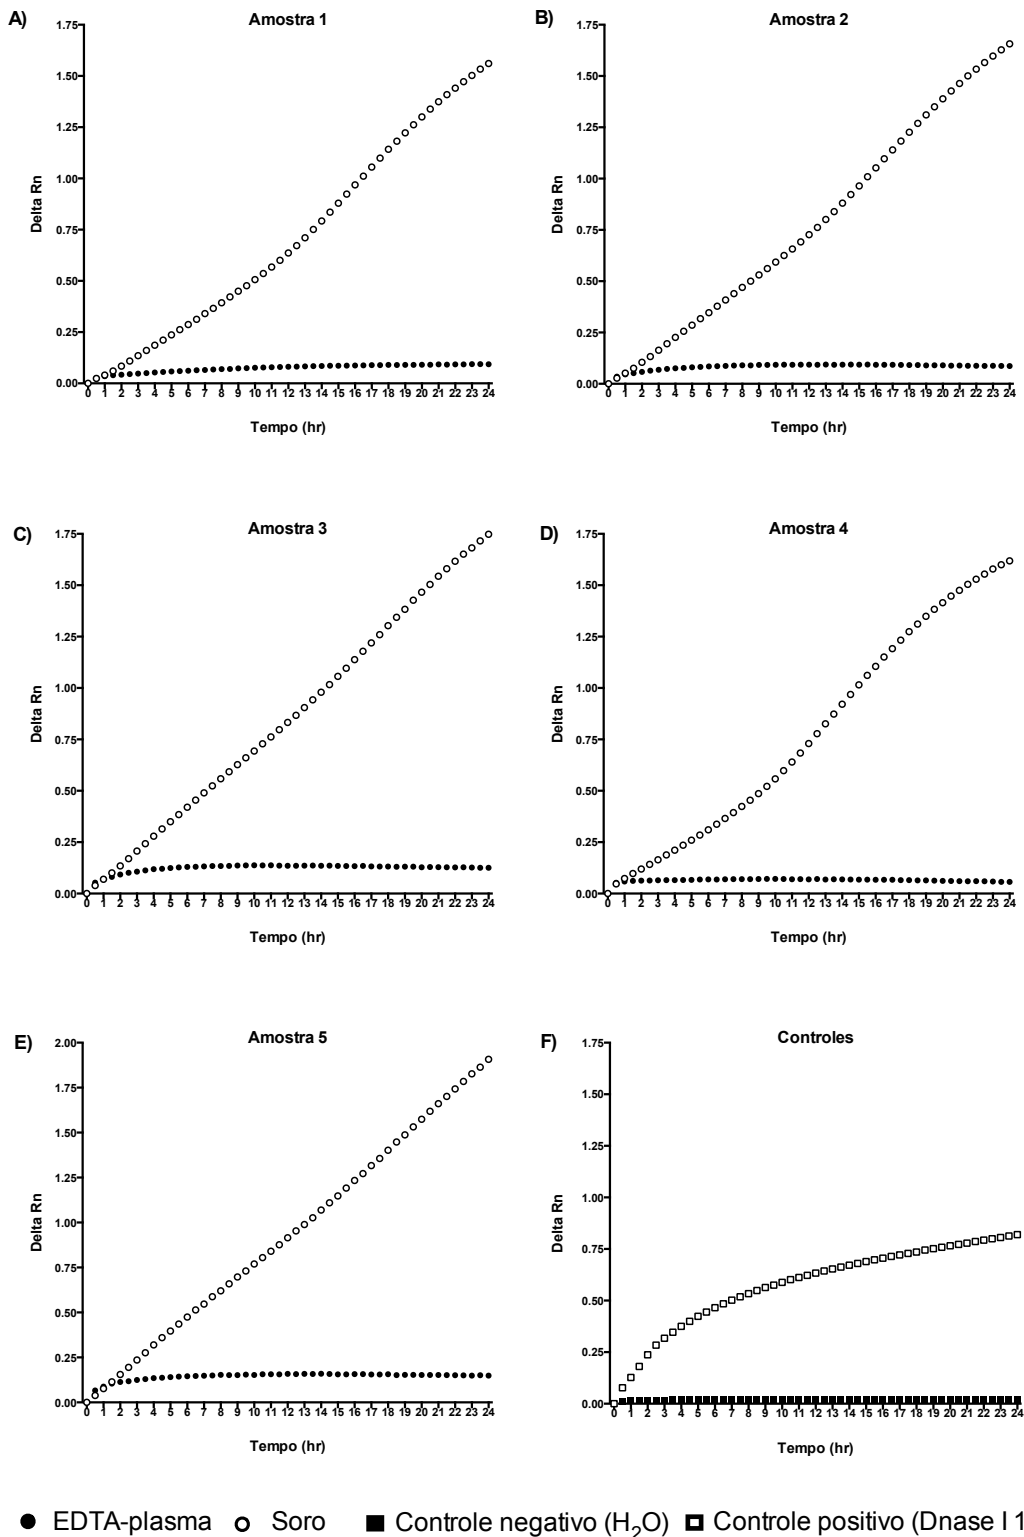 A)
Amostra 1
1.75
1.50
1.25
1.00
0.75
0.50
0.25
0.00
Delta Rn
0 1 2 3 4 5 6 7 8 9 10 11 12 13 14 15 16 17 18 19 20 21 22 23 24
Tempo (hr)
B)
Amostra 2
1.75
1.50
1.25
1.00
0.75
0.50
0.25
0.00
Delta Rn
0 1 2 3 4 5 6 7 8 9 10 11 12 13 14 15 16 17 18 19 20 21 22 23 24
Tempo (hr)
C)
Amostra 3
1.75
1.50
1.25
1.00
0.75
0.50
0.25
0.00
Delta Rn
0 1 2 3 4 5 6 7 8 9 10 11 12 13 14 15 16 17 18 19 20 21 22 23 24
Tempo (hr)
D)
Amostra 4
1.75
1.50
1.25
1.00
0.75
0.50
0.25
0.00
Delta Rn
0 1 2 3 4 5 6 7 8 9 10 11 12 13 14 15 16 17 18 19 20 21 22 23 24
Tempo (hr)
E)
Amostra 5
2.00
1.75
1.50
1.25
1.00
0.75
0.50
0.25
0.00
Delta Rn
0 1 2 3 4 5 6 7 8 9 10 11 12 13 14 15 16 17 18 19 20 21 22 23 24
Tempo (hr)
F)
Controles
1.75
1.50
1.25
1.00
0.75
0.50
0.25
0.00
Delta Rn
0 1 2 3 4 5 6 7 8 9 10 11 12 13 14 15 16 17 18 19 20 21 22 23 24
Tempo (hr)
EDTA-plasma Soro Controle negativo (H₂O) Controle positivo (Dnase I 1